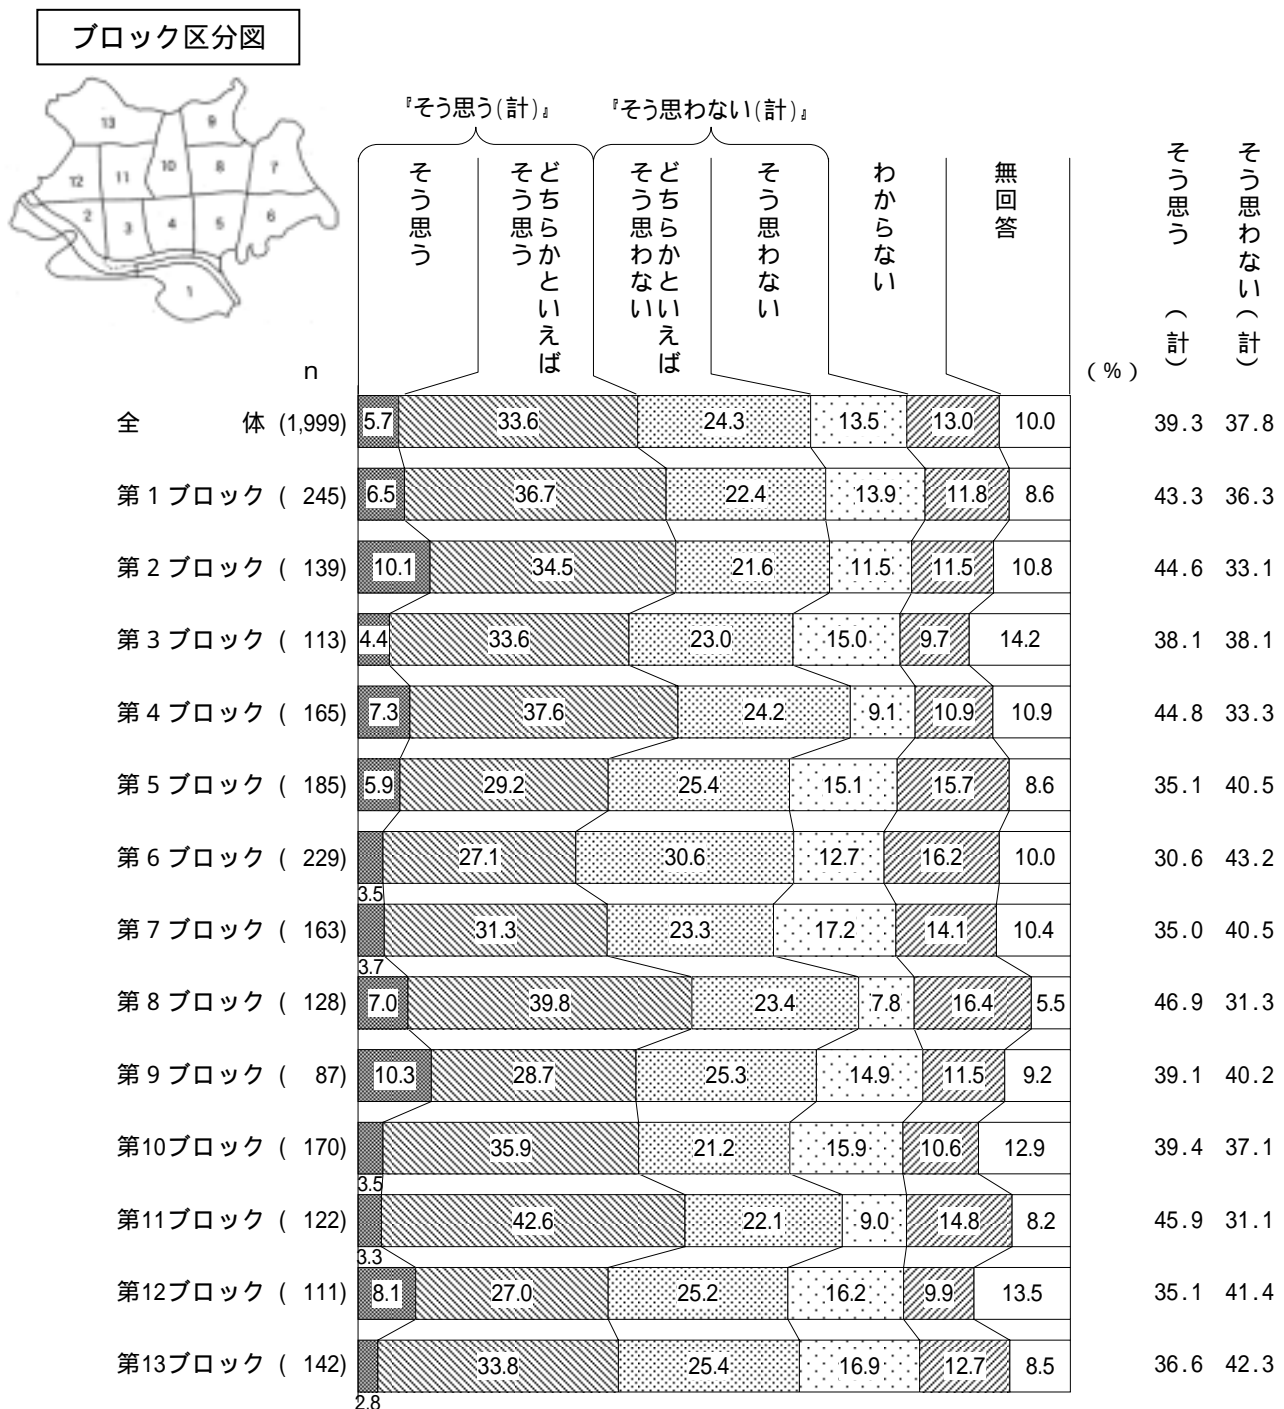 ブロック区分図
13
9
12
11
10
8
7
2
3
4
5
6
1
『そう思う(計)』
『そう思わない(計)』
そう思う
どちらかといえば
そう思う
どちらかといえば
そう思わない
そう思わない
わからない
無回答
そう思う(計)
そう思わない(計)
n
(%)
全体 (1,999) 5.7 33.6 24.3 13.5 13.0 10.0 39.3 37.8
第1ブロック ( 245) 6.5 36.7 22.4 13.9 11.8 8.6 43.3 36.3
第2ブロック ( 139) 10.1 34.5 21.6 11.5 11.5 10.8 44.6 33.1
第3ブロック ( 113) 4.4 33.6 23.0 15.0 9.7 14.2 38.1 38.1
第4ブロック ( 165) 7.3 37.6 24.2 9.1 10.9 10.9 44.8 33.3
第5ブロック ( 185) 5.9 29.2 25.4 15.1 15.7 8.6 35.1 40.5
第6ブロック ( 229) 27.1 30.6 12.7 16.2 10.0 30.6 43.2
3.5
第7ブロック ( 163) 31.3 23.3 17.2 14.1 10.4 35.0 40.5
3.7
第8ブロック ( 128) 7.0 39.8 23.4 7.8 16.4 5.5 46.9 31.3
第9ブロック ( 87) 10.3 28.7 25.3 14.9 11.5 9.2 39.1 40.2
第10ブロック ( 170) 35.9 21.2 15.9 10.6 12.9 39.4 37.1
3.5
第11ブロック ( 122) 42.6 22.1 9.0 14.8 8.2 45.9 31.1
3.3
第12ブロック ( 111) 8.1 27.0 25.2 16.2 9.9 13.5 35.1 41.4
第13ブロック ( 142) 33.8 25.4 16.9 12.7 8.5 36.6 42.3
2.8